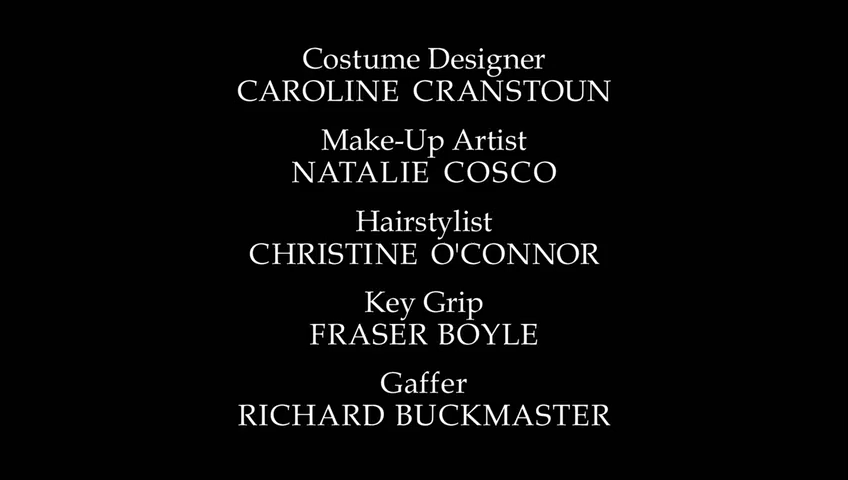 Costume Designer
CAROLINE CRANSTOUN
Make-Up Artist
NATALIE COSCO
Hairstylist
CHRISTINE O'CONNOR
Key Grip
FRASER BOYLE
Gaffer
RICHARD BUCKMASTER